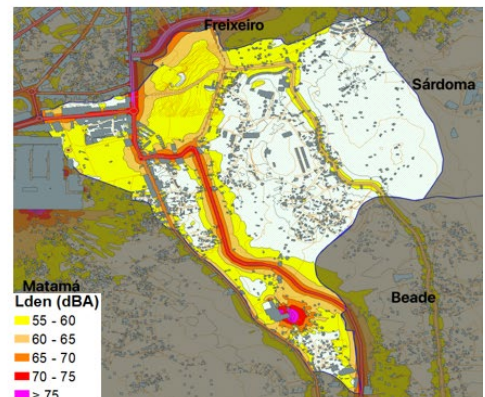 Freixeiro
Sárdoma
Matamá
Beade
Lden (dBA)
55 - 60
60 - 65
65 - 70
70 - 75
> 75